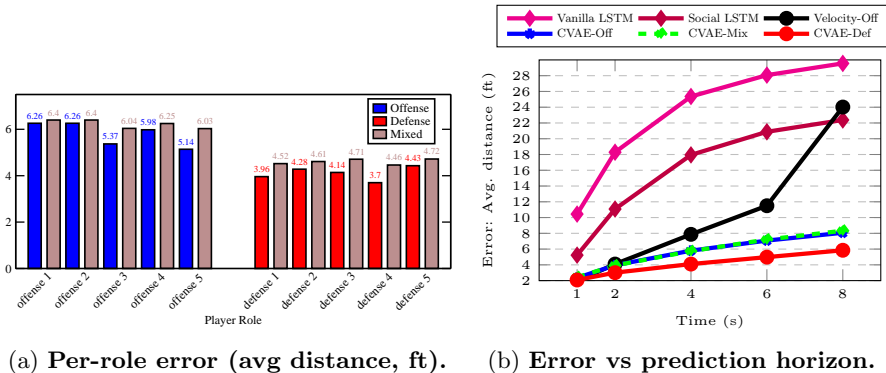 Offense
Defense
Mixed
6.26 6.4 6.26 6.4 5.37 6.04 5.98 6.25 5.14 6.03 3.96 4.52 4.28 4.61 4.14 4.71 3.7 4.46 4.43 4.72
6
4
2
0
offense 1 offense 2 offense 3 offense 4 offense 5 defense 1 defense 2 defense 3 defense 4 defense 5
Player Role
(a) Per-role error (avg distance, ft).
Vanilla LSTM Social LSTM Velocity-Off
CVAE-Off CVAE-Mix CVAE-Def
Error: Avg. distance (ft)
28
26
24
22
20
18
16
14
12
10
8
6
4
2
1 2 4 6 8
Time (s)
(b) Error vs prediction horizon.